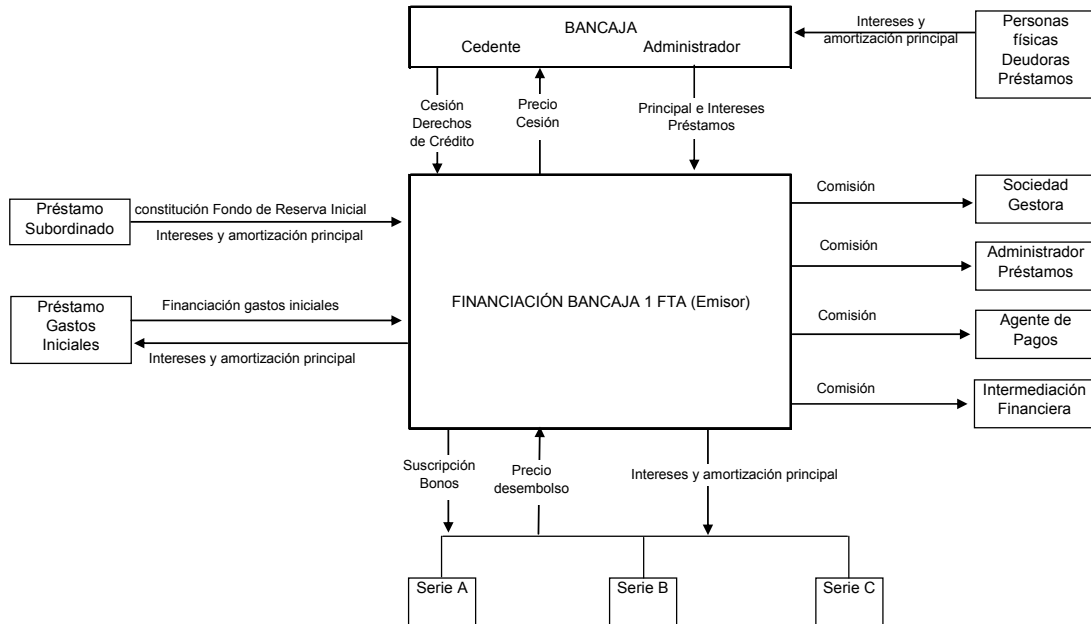 BANCAJA
Cedente
Administrador
Intereses y
amortización principal
Personas
físicas
Deudoras
Préstamos
Cesión
Derechos
de Crédito
Precio
Cesión
Principal e Intereses
Préstamos
Préstamo
Subordinado
constitución Fondo de Reserva Inicial
Intereses y amortización principal
Comisión
Sociedad
Gestora
Comisión
Administrador
Préstamos
Préstamo
Gastos
Iniciales
Financiación gastos iniciales
Intereses y amortización principal
FINANCIACIÓN BANCAJA 1 FTA (Emisor)
Comisión
Agente de
Pagos
Comisión
Intermediación
Financiera
Suscripción
Bonos
Precio
desembolso
Intereses y amortización principal
Serie A
Serie B
Serie C